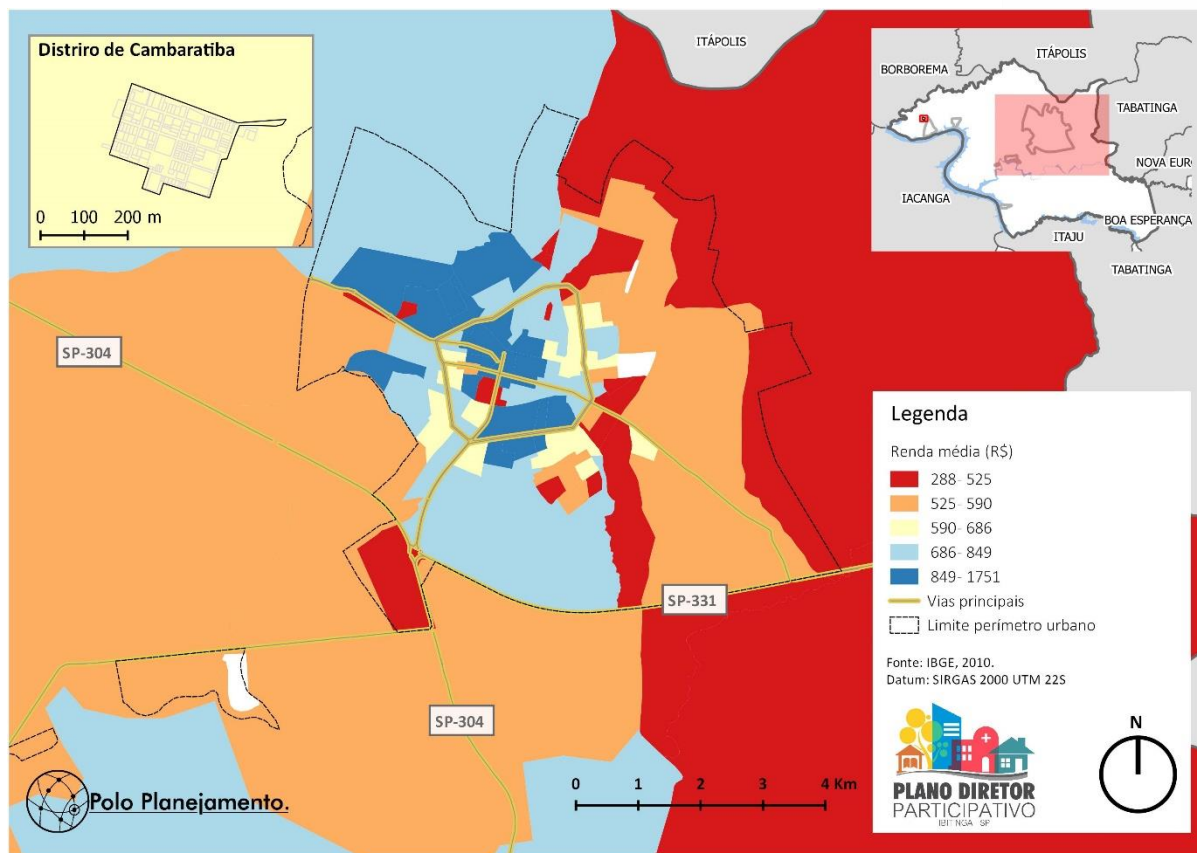 Distriro de Cambaratiba
0 100 200 m
ITÁPOLIS
BORBOREMA
ITÁPOLIS
TABATINGA
NOVA EUR
IACANGA
BOA ESPERANÇA
ITAJU
TABATINGA
SP-304
SP-331
SP-304
Legenda
Renda média (R$)
288- 525
525- 590
590- 686
686- 849
849- 1751
Vias principais
Limite perímetro urbano
Fonte: IBGE, 2010.
Datum: SIRGAS 2000 UTM 22S
PLANO DIRETOR
PARTICIPATIVO
IBITINGA SP
N
0 1 2 3 4 Km
Polo Planejamento.